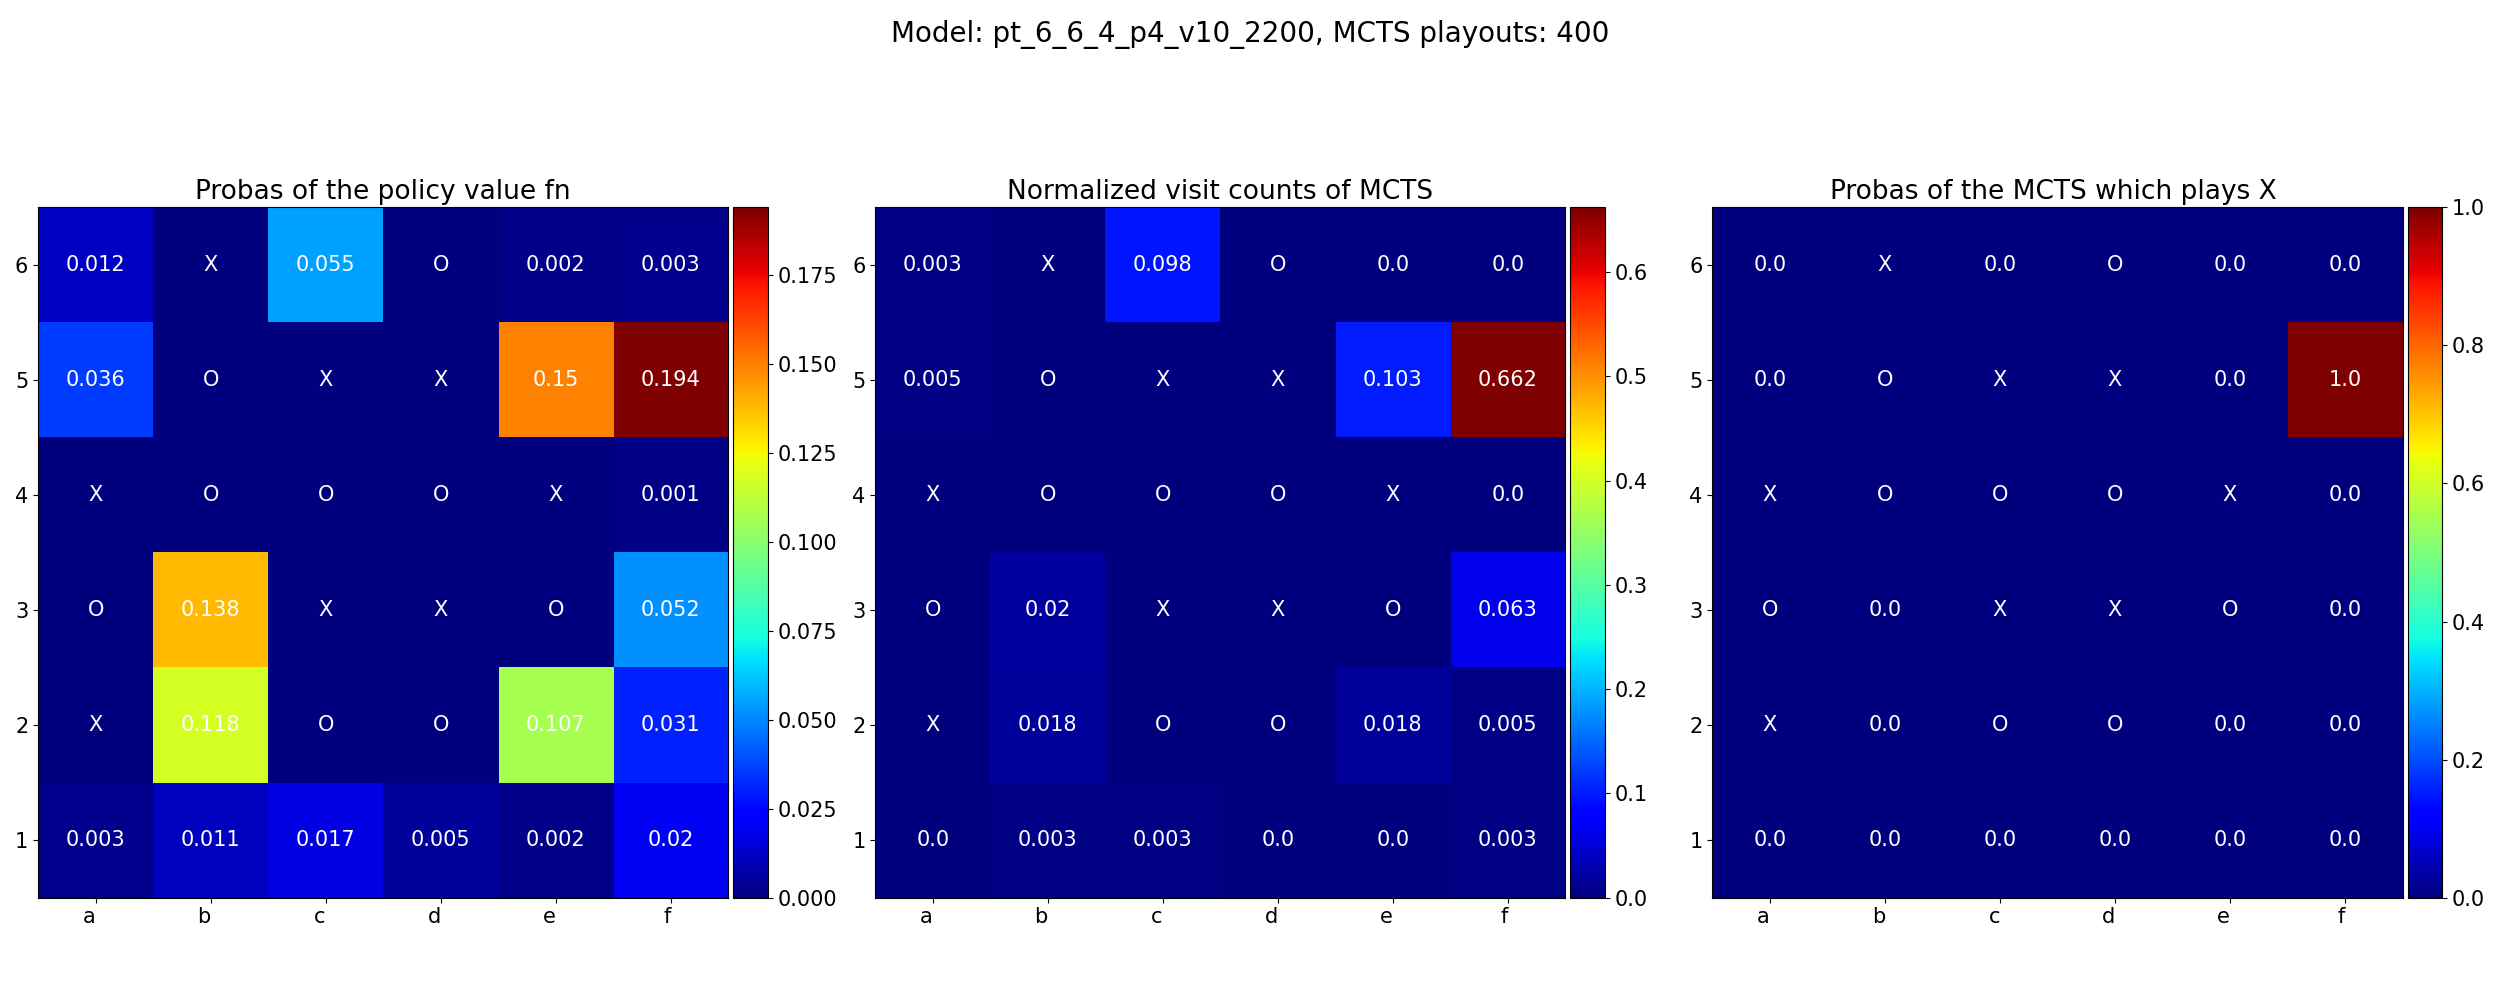 Model: pt_6_6_4_p4_v10_2200, MCTS playouts: 400
Probas of the policy value fn
6 0.012 X 0.055 O 0.002 0.003
5 0.036 O X X 0.15 0.194
4 X O O O X 0.001
3 O 0.138 X X O 0.052
2 X 0.118 O O 0.107 0.031
1 0.003 0.011 0.017 0.005 0.002 0.02
a b c d e f
0.175
0.150
0.125
0.100
0.075
0.050
0.025
0.000
Normalized visit counts of MCTS
6 0.003 X 0.098 O 0.0 0.0
5 0.005 O X X 0.103 0.662
4 X O O O X 0.0
3 O 0.02 X X O 0.063
2 X 0.018 O O 0.018 0.005
1 0.0 0.003 0.003 0.0 0.0 0.003
a b c d e f
0.6
0.5
0.4
0.3
0.2
0.1
0.0
Probas of the MCTS which plays X
6 0.0 X 0.0 O 0.0 0.0
5 0.0 O X X 0.0 1.0
4 X O O O X 0.0
3 O 0.0 X X O 0.0
2 X 0.0 O O 0.0 0.0
1 0.0 0.0 0.0 0.0 0.0 0.0
a b c d e f
1.0
0.8
0.6
0.4
0.2
0.0